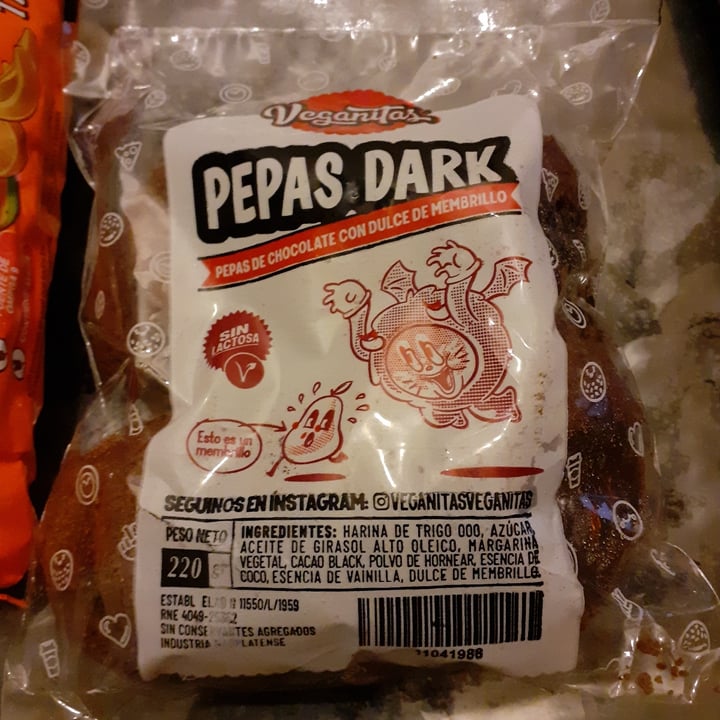 Veganitas
PEPAS DARK
PEPAS DE CHOCOLATE CON DULCE DE MEMBRILLO
SIN
LACTOSA
V
Esto es un
membrillo
SEGUINOS EN ÍNSTAGRAM: @VEGANITASVEGANITAS
PESO NETO
220
INGREDIENTES: HARINA DE TRIGO 000, AZÚCAR,
ACEITE DE GIRASOL ALTO OLEICO, MARGARINA
VEGETAL, CACAO BLACK, POLVO DE HORNEAR, ESENCIA DE
COCO, ESENCIA DE VAINILLA, DULCE DE MEMBRILLO.
ESTABL 11550/L/1959
RNE
SIN CONSERVANTES AGREGADOS
INDUSTRIA
21041988